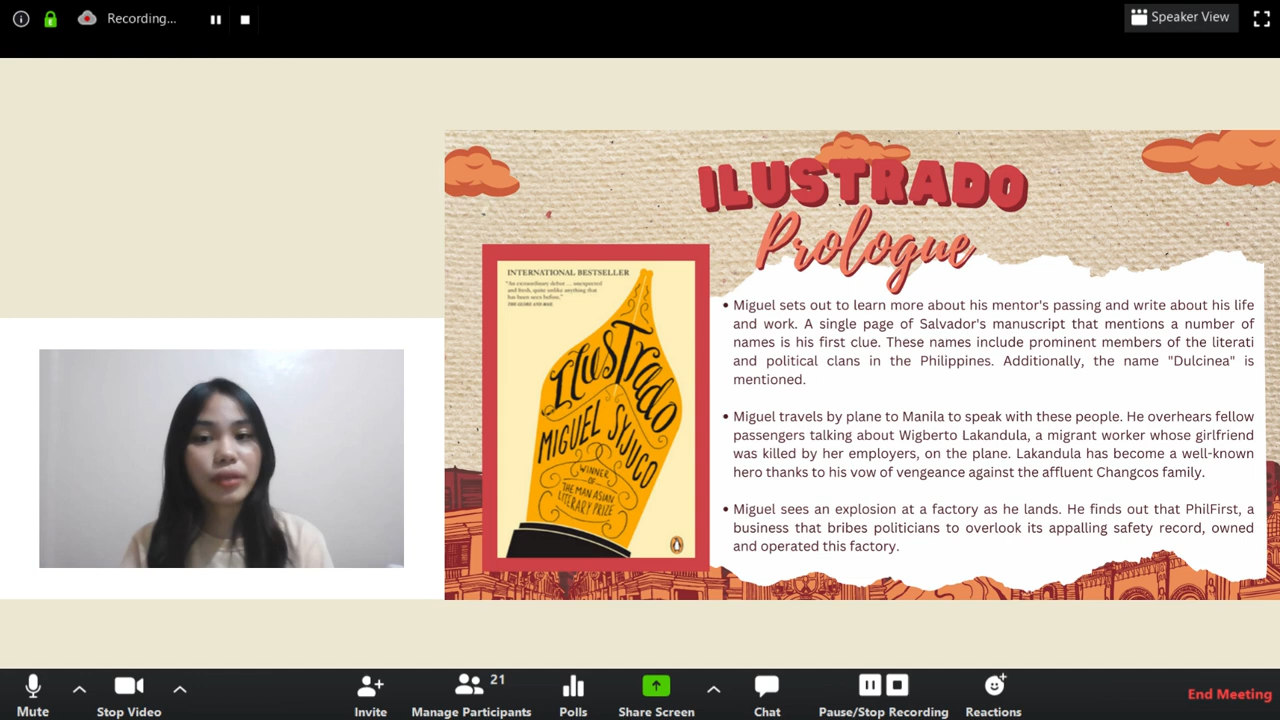 Recording...
Speaker View
ILUSTRADO
Prologue
INTERNATIONAL BESTSELLER
"An extraordinary debut ... unexpected
and fresh, quite unlike anything that
has been seen before."
THE GLOBE AND MAIL
Ilustrado
MIGUEL SYJUCO
WINNER
OF
THE MAN ASIAN
LITERARY PRIZE
• Miguel sets out to learn more about his mentor's passing and write about his life
and work. A single page of Salvador's manuscript that mentions a number of
names is his first clue. These names include prominent members of the literati
and political clans in the Philippines. Additionally, the name "Dulcinea" is
mentioned.
• Miguel travels by plane to Manila to speak with these people. He overhears fellow
passengers talking about Wigberto Lakandula, a migrant worker whose girlfriend
was killed by her employers, on the plane. Lakandula has become a well-known
hero thanks to his vow of vengeance against the affluent Changcos family.
• Miguel sees an explosion at a factory as he lands. He finds out that PhilFirst, a
business that bribes politicians to overlook its appalling safety record, owned
and operated this factory.
Mute
Stop Video
Invite
21
Manage Participants
Polls
Share Screen
Chat
Pause/Stop Recording
Reactions
End Meeting